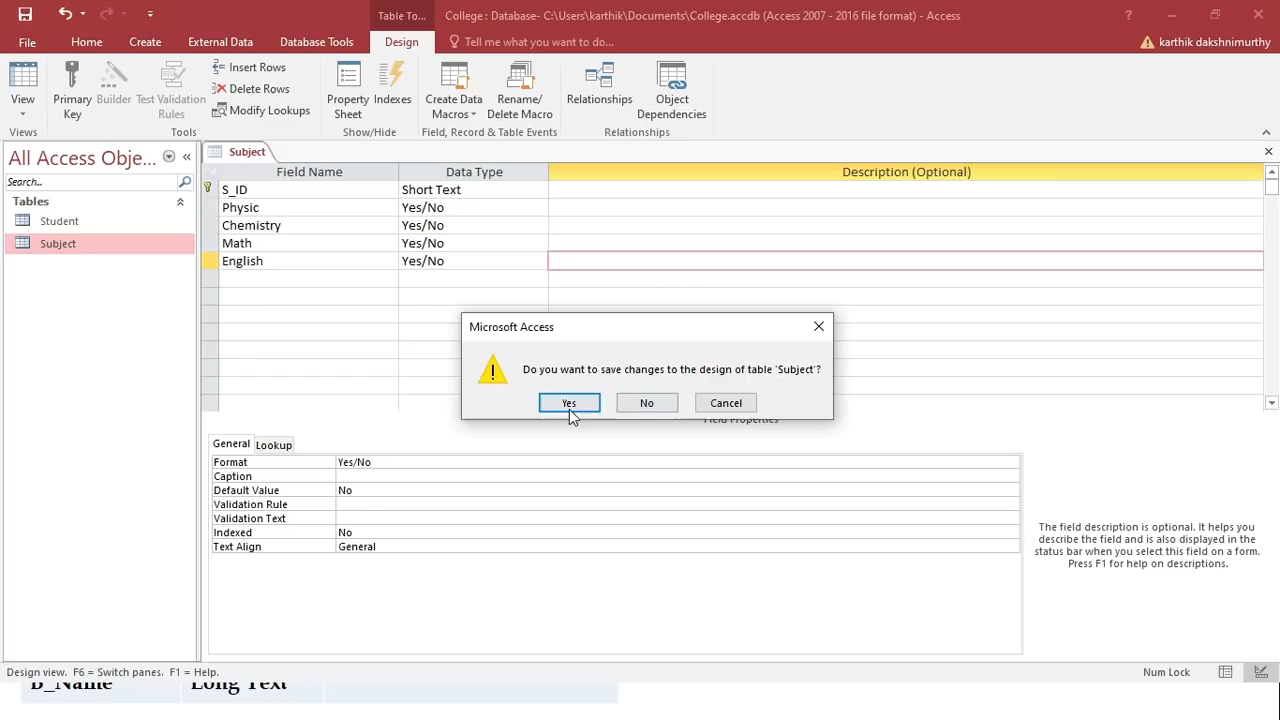 Table To...
College : Database- C:\Users\karthik\Documents\College.accdb (Access 2007 - 2016 file format) - Access
?
File
Home
Create
External Data
Database Tools
Design
Tell me what you want to do...
karthik dakshnimurthy
View
Primary
Key
Builder
Test Validation
Rules
Insert Rows
Delete Rows
Modify Lookups
Property
Sheet
Indexes
Create Data
Macros
Rename/
Delete Macro
Relationships
Object
Dependencies
Views
Tools
Show/Hide
Field, Record & Table Events
Relationships
All Access Obje...
Search...
Tables
Student
Subject
Subject
Field Name Data Type Description (Optional)
S_ID Short Text
Physic Yes/No
Chemistry Yes/No
Math Yes/No
English Yes/No
Microsoft Access
Do you want to save changes to the design of table 'Subject'?
Yes No Cancel
Field Properties
General Lookup
Format Yes/No
Caption
Default Value No
Validation Rule
Validation Text
Indexed No
Text Align General
The field description is optional. It helps you
describe the field and is also displayed in the
status bar when you select this field on a form.
Press F1 for help on descriptions.
Design view. F6 = Switch panes. F1 = Help.
Num Lock
B_Name Long Text